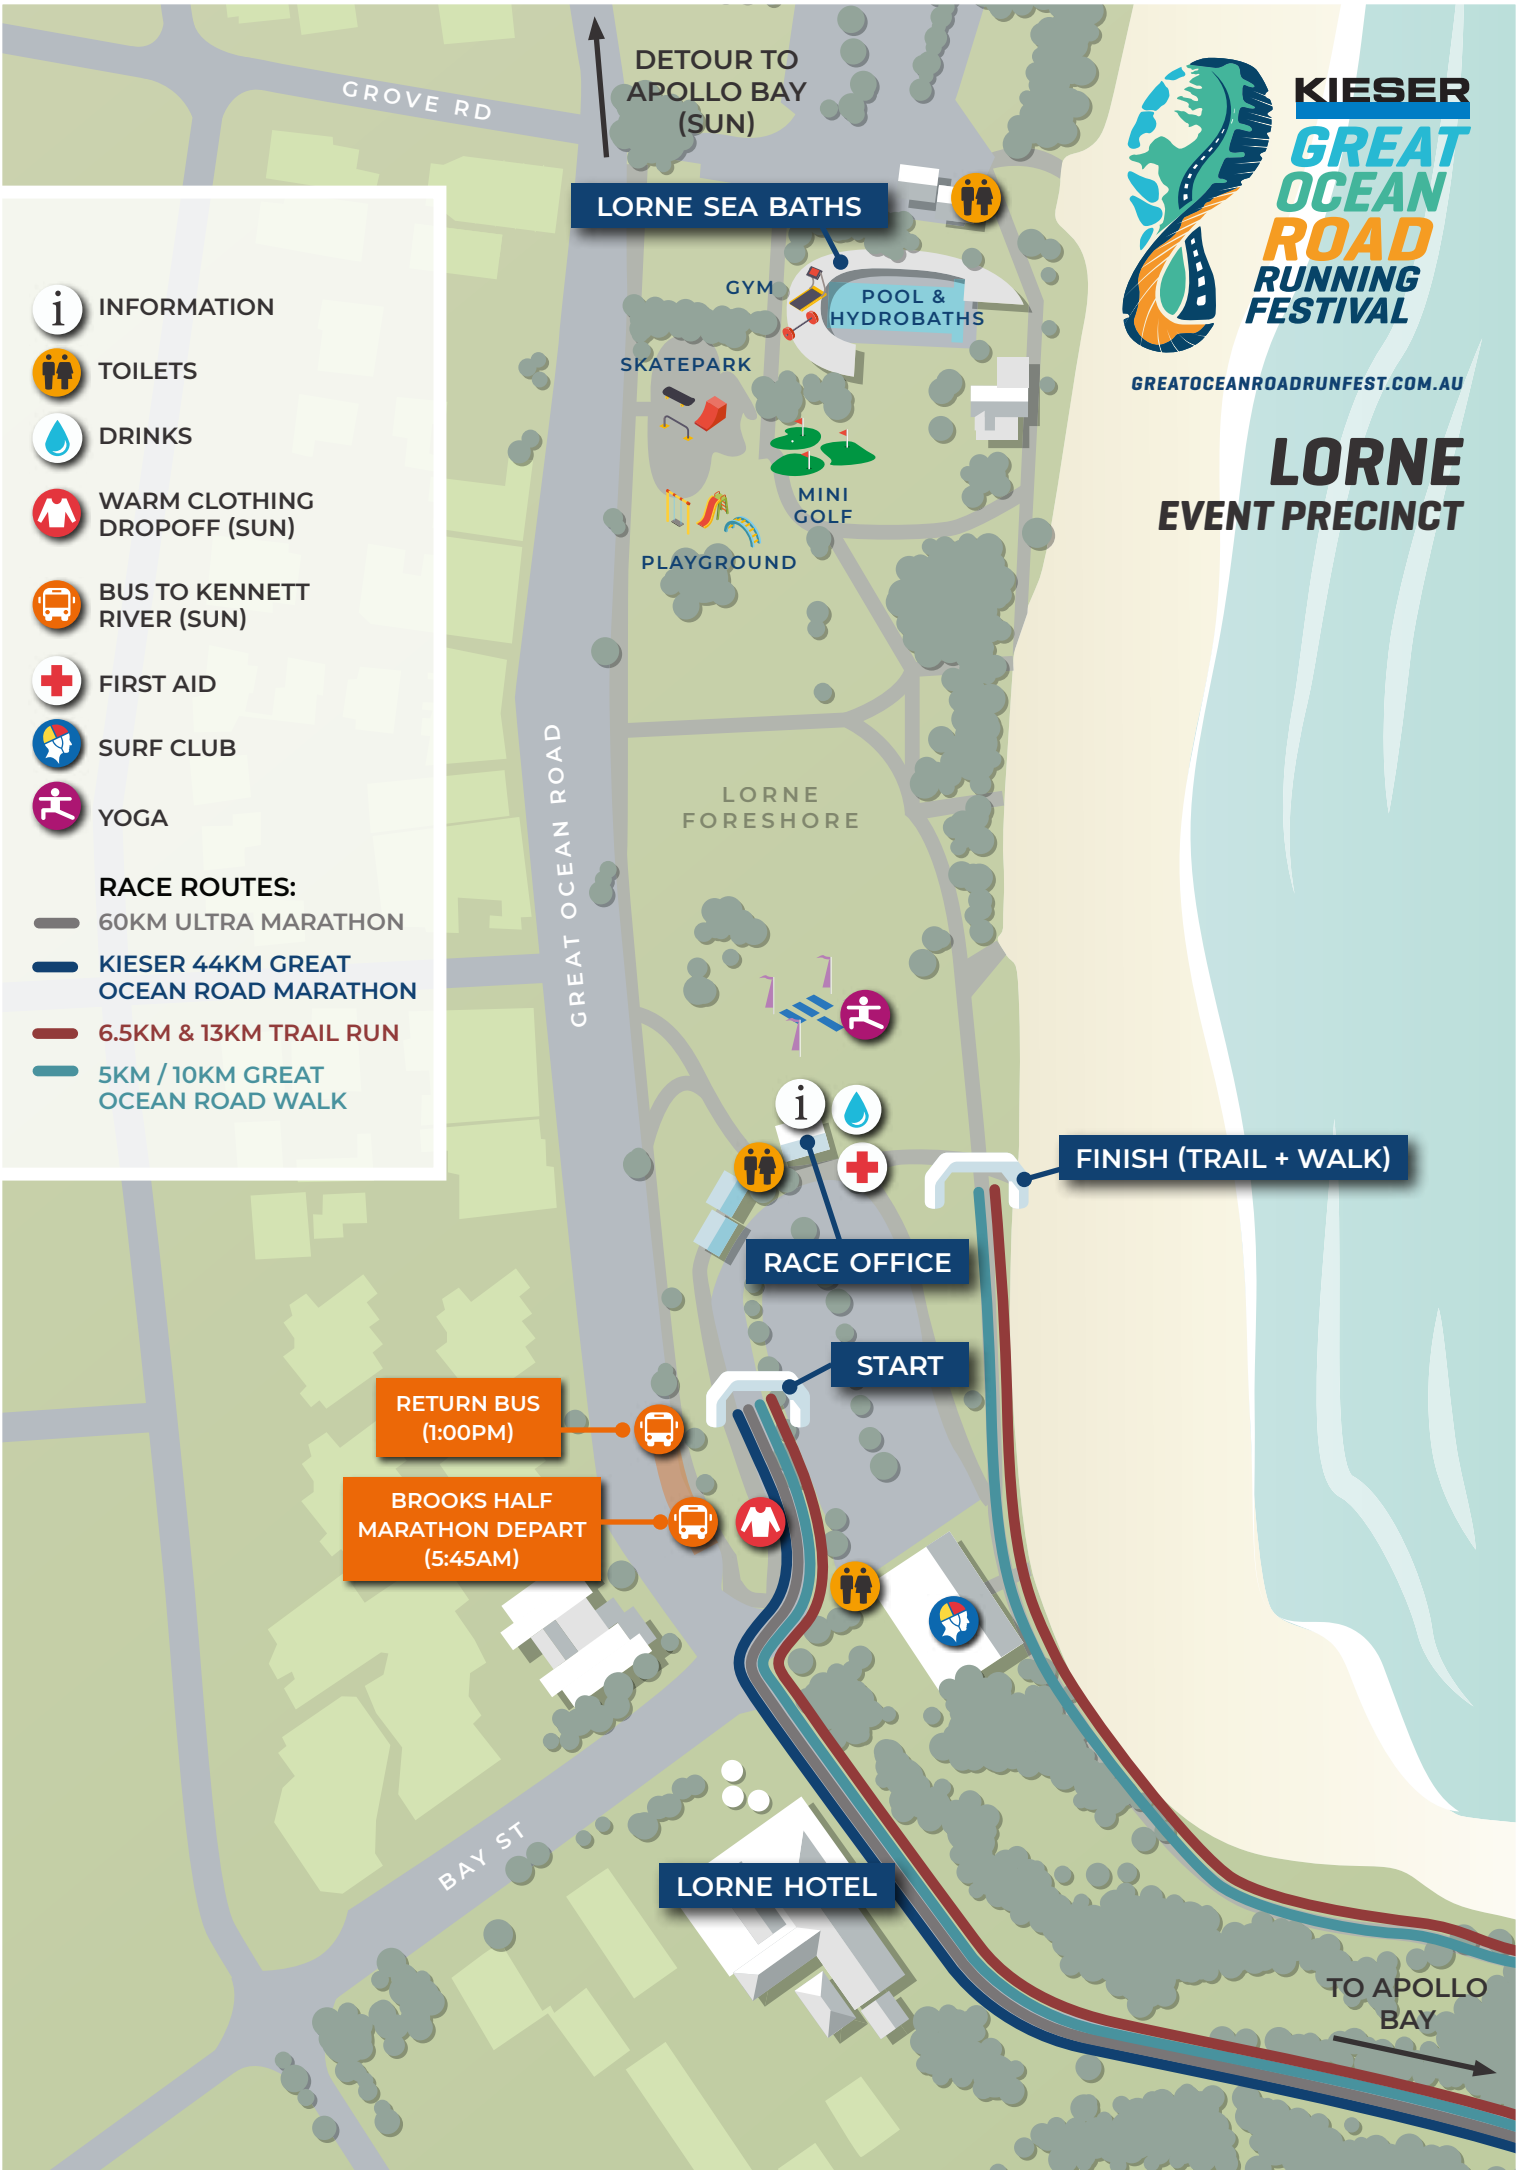 GROVE RD
DETOUR TO
APOLLO BAY
(SUN)
KIESER
GREAT
OCEAN
ROAD
RUNNING
FESTIVAL
GREATOCEANROADRUNFEST.COM.AU
LORNE
EVENT PRECINCT
LORNE SEA BATHS
GYM
POOL &
HYDROBATHS
SKATEPARK
MINI
GOLF
PLAYGROUND
i INFORMATION
TOILETS
DRINKS
WARM CLOTHING
DROPOFF (SUN)
BUS TO KENNETT
RIVER (SUN)
FIRST AID
SURF CLUB
YOGA
RACE ROUTES:
60KM ULTRA MARATHON
KIESER 44KM GREAT
OCEAN ROAD MARATHON
6.5KM & 13KM TRAIL RUN
5KM / 10KM GREAT
OCEAN ROAD WALK
GREAT OCEAN ROAD
LORNE
FORESHORE
i
FINISH (TRAIL + WALK)
RACE OFFICE
START
RETURN BUS
(1:00PM)
BROOKS HALF
MARATHON DEPART
(5:45AM)
BAY ST
LORNE HOTEL
TO APOLLO
BAY